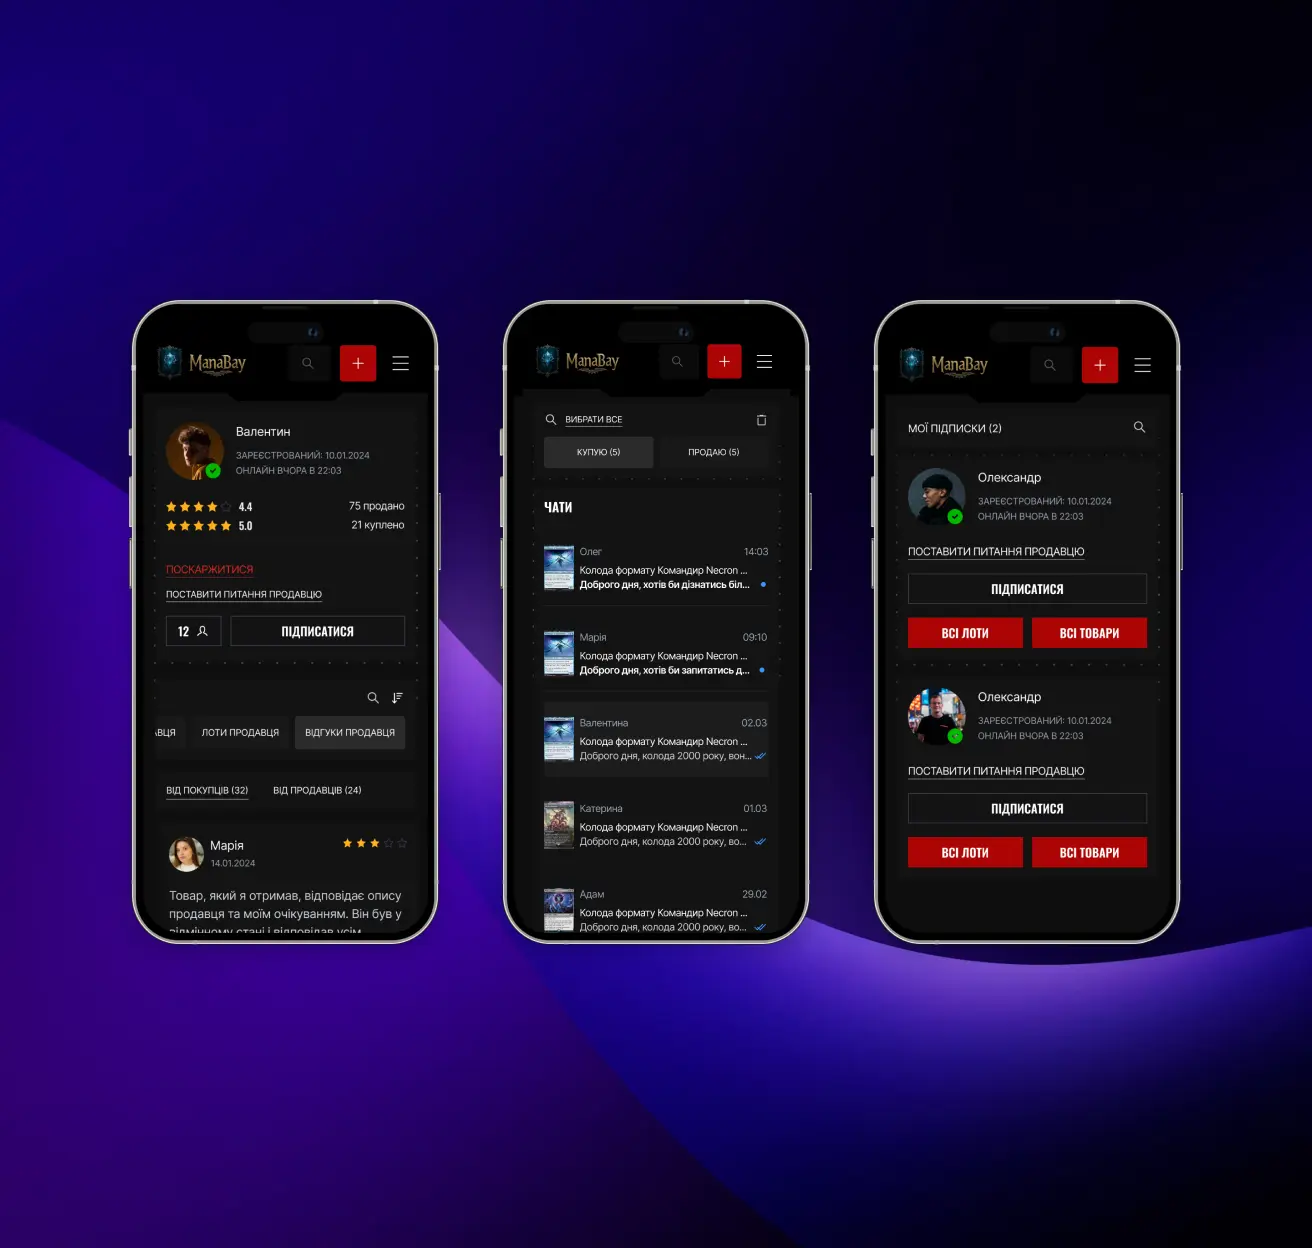 ManaBay
Валентин
ЗАРЕЄСТРОВАНИЙ: 10.01.2024
ОНЛАЙН ВЧОРА В 22:03
4.4
75 продано
5.0
21 куплено
ПОСКАРЖИТИСЯ
ПОСТАВИТИ ПИТАННЯ ПРОДАВЦЮ
12
ПІДПИСАТИСЯ
ВЦЯ
ЛОТИ ПРОДАВЦЯ
ВІДГУКИ ПРОДАВЦЯ
ВІД ПОКУПЦІВ (32)
ВІД ПРОДАВЦІВ (24)
Марія
14.01.2024
Товар, який я отримав, відповідає опису
продавця та моїм очікуванням. Він був у
відмінному стані і відповідав усім
ManaBay
ВИБРАТИ ВСЕ
КУПУЮ (5)
ПРОДАЮ (5)
ЧАТИ
Олег
14:03
Колода формату Командир Necron ...
Доброго дня, хотів би дізнатись біл...
Марія
09:10
Колода формату Командир Necron ...
Доброго дня, хотів би запитатись д...
Валентина
02.03
Колода формату Командир Necron ...
Доброго дня, колода 2000 року, вон...
Катерина
01.03
Колода формату Командир Necron ...
Доброго дня, колода 2000 року, во...
Адам
29.02
Колода формату Командир Necron ...
Доброго дня, колода 2000 року, во...
ManaBay
МОЇ ПІДПИСКИ (2)
Олександр
ЗАРЕЄСТРОВАНИЙ: 10.01.2024
ОНЛАЙН ВЧОРА В 22:03
ПОСТАВИТИ ПИТАННЯ ПРОДАВЦЮ
ПІДПИСАТИСЯ
ВСІ ЛОТИ
ВСІ ТОВАРИ
Олександр
ЗАРЕЄСТРОВАНИЙ: 10.01.2024
ОНЛАЙН ВЧОРА В 22:03
ПОСТАВИТИ ПИТАННЯ ПРОДАВЦЮ
ПІДПИСАТИСЯ
ВСІ ЛОТИ
ВСІ ТОВАРИ